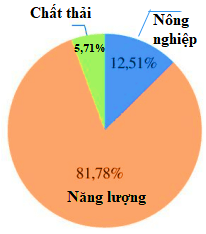 Chất thải
5,71%
Nông
nghiệp
12,51%
81,78%
Năng lượng